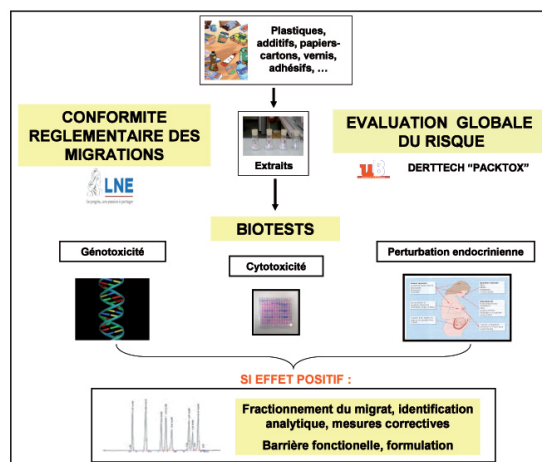 Plastiques,
additifs, papiers-
cartons, vernis,
adhésifs, ...
CONFORMITE
REGLEMENTAIRE DES
MIGRATIONS
LNE
Extraits
EVALUATION GLOBALE
DU RISQUE
uB
DERTTECH "PACKTOX"
BIOTESTS
Génotoxicité
Cytotoxicité
Perturbation endocrinienne
SI EFFET POSITIF :
Fractionnement du migrat, identification
analytique, mesures correctives
Barrière fonctionelle, formulation